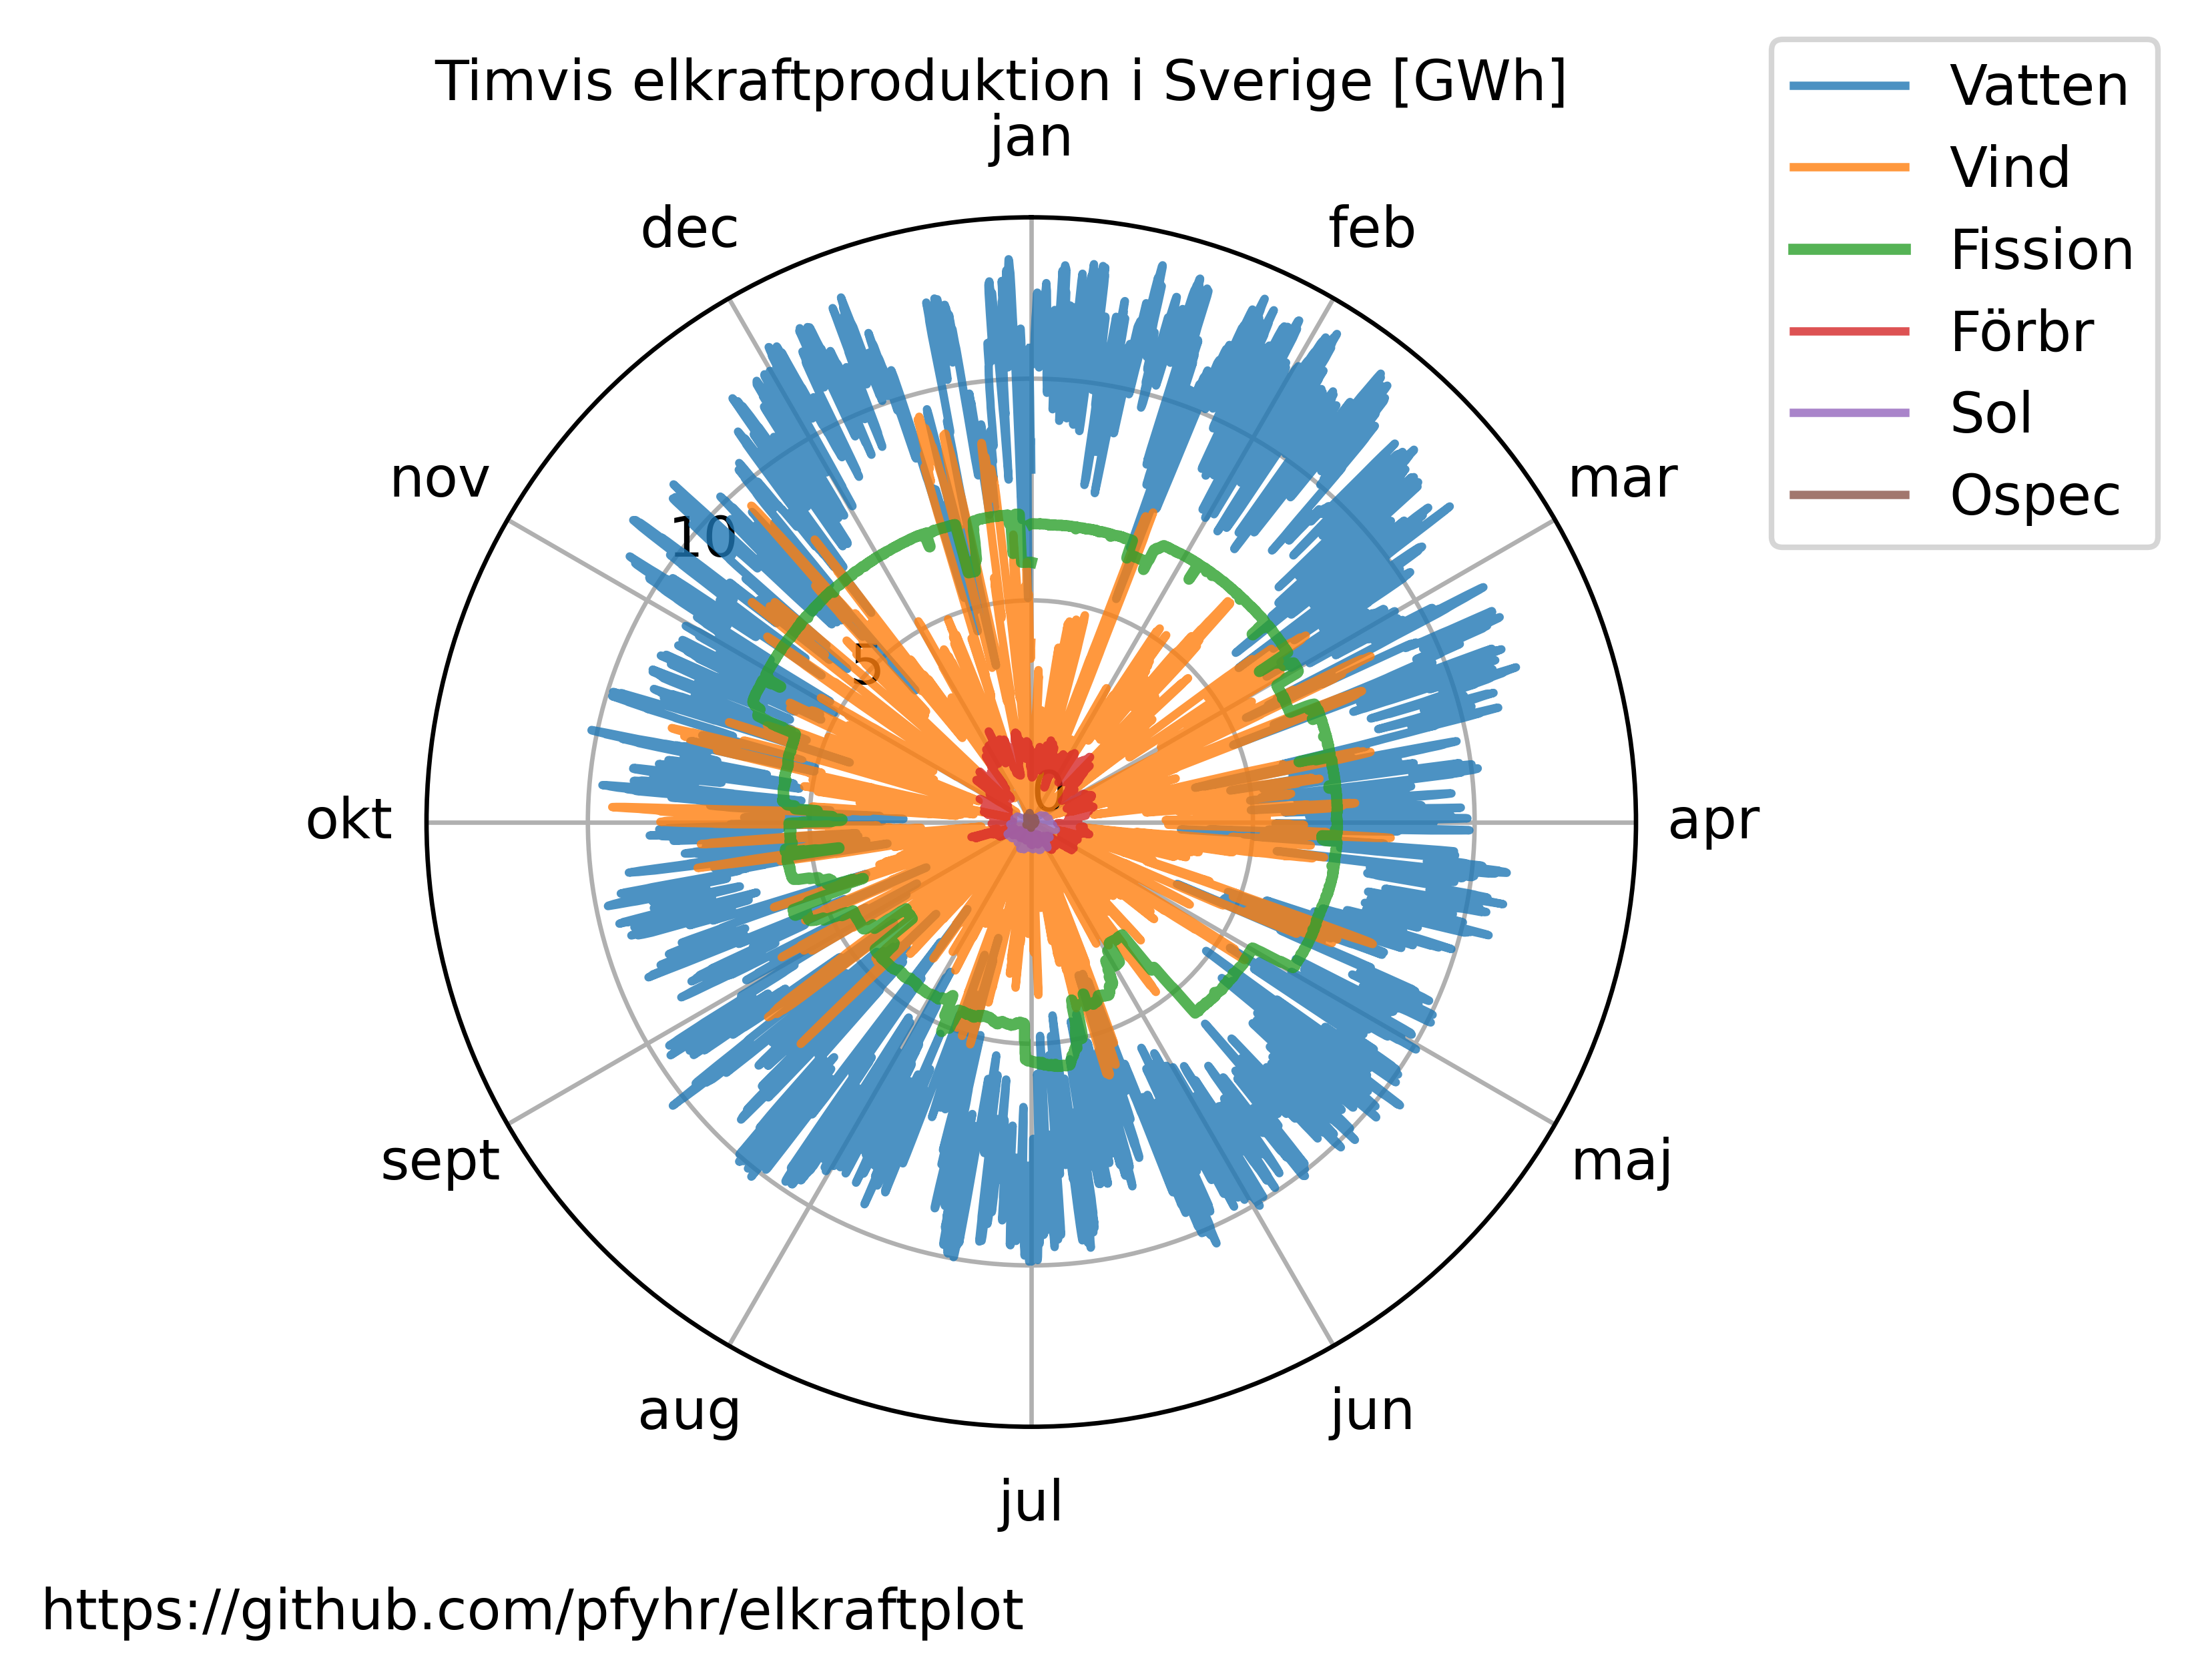 Timvis elkraftproduktion i Sverige [GWh]
jan
feb
mar
apr
maj
jun
jul
aug
sept
okt
nov
dec
0
5
10
Vatten
Vind
Fission
Förbr
Sol
Ospec
https://github.com/pfyhr/elkraftplot